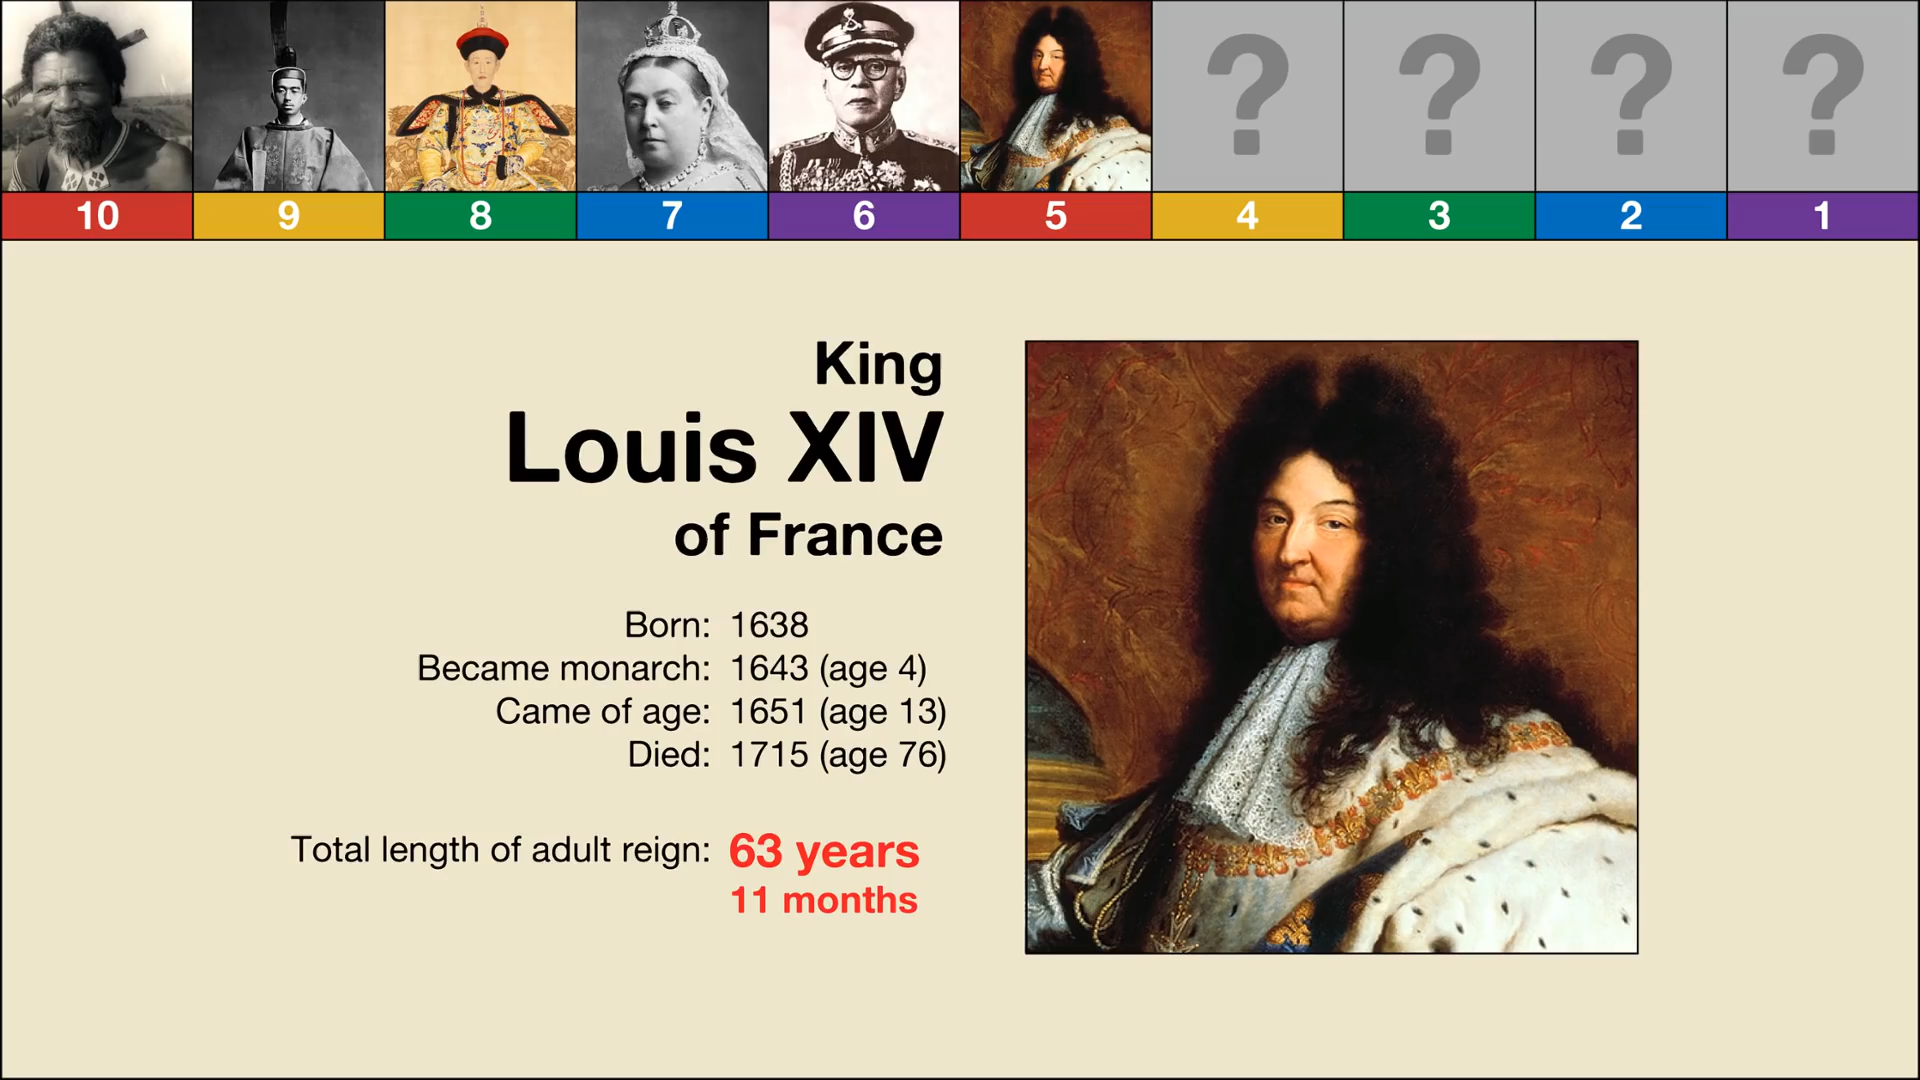 ? ? ? ?
10 9 8 7 6 5 4 3 2 1
King
Louis XIV
of France
Born: 1638
Became monarch: 1643 (age 4)
Came of age: 1651 (age 13)
Died: 1715 (age 76)
Total length of adult reign: 63 years
11 months